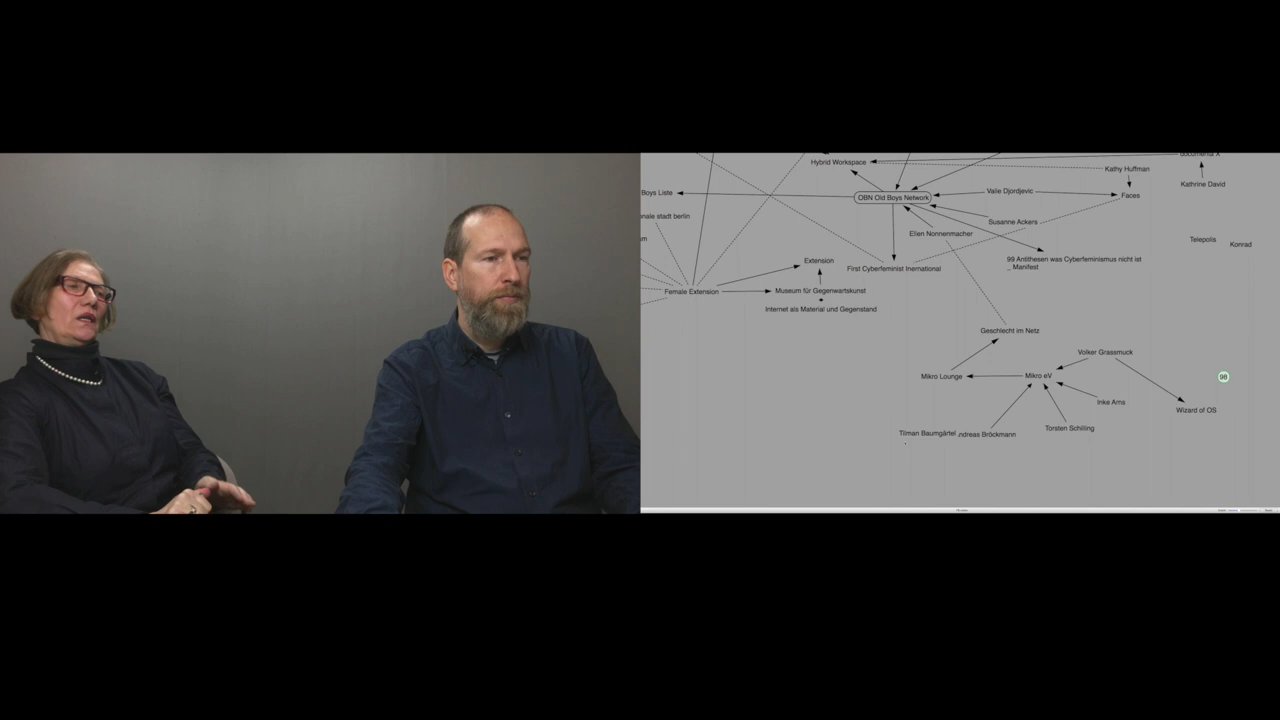 documenta X
Hybrid Workspace
Kathy Huffman
Kathrine David
Boys Liste
OBN Old Boys Network
Valie Djordjevic
Faces
onale stadt berlin
Susanne Ackers
Ellen Nonnenmacher
Telepolis
Konrad
Extension
First Cyberfeminist Inernational
99 Antithesen was Cyberfeminismus nicht ist
_ Manifest
Female Extension
Museum für Gegenwartskunst
Internet als Material und Gegenstand
Geschlecht im Netz
Volker Grassmuck
Mikro Lounge
Mikro eV
98
Inke Arns
Wizard of OS
Torsten Schilling
Tilman Baumgärtel
ndreas Bröckmann